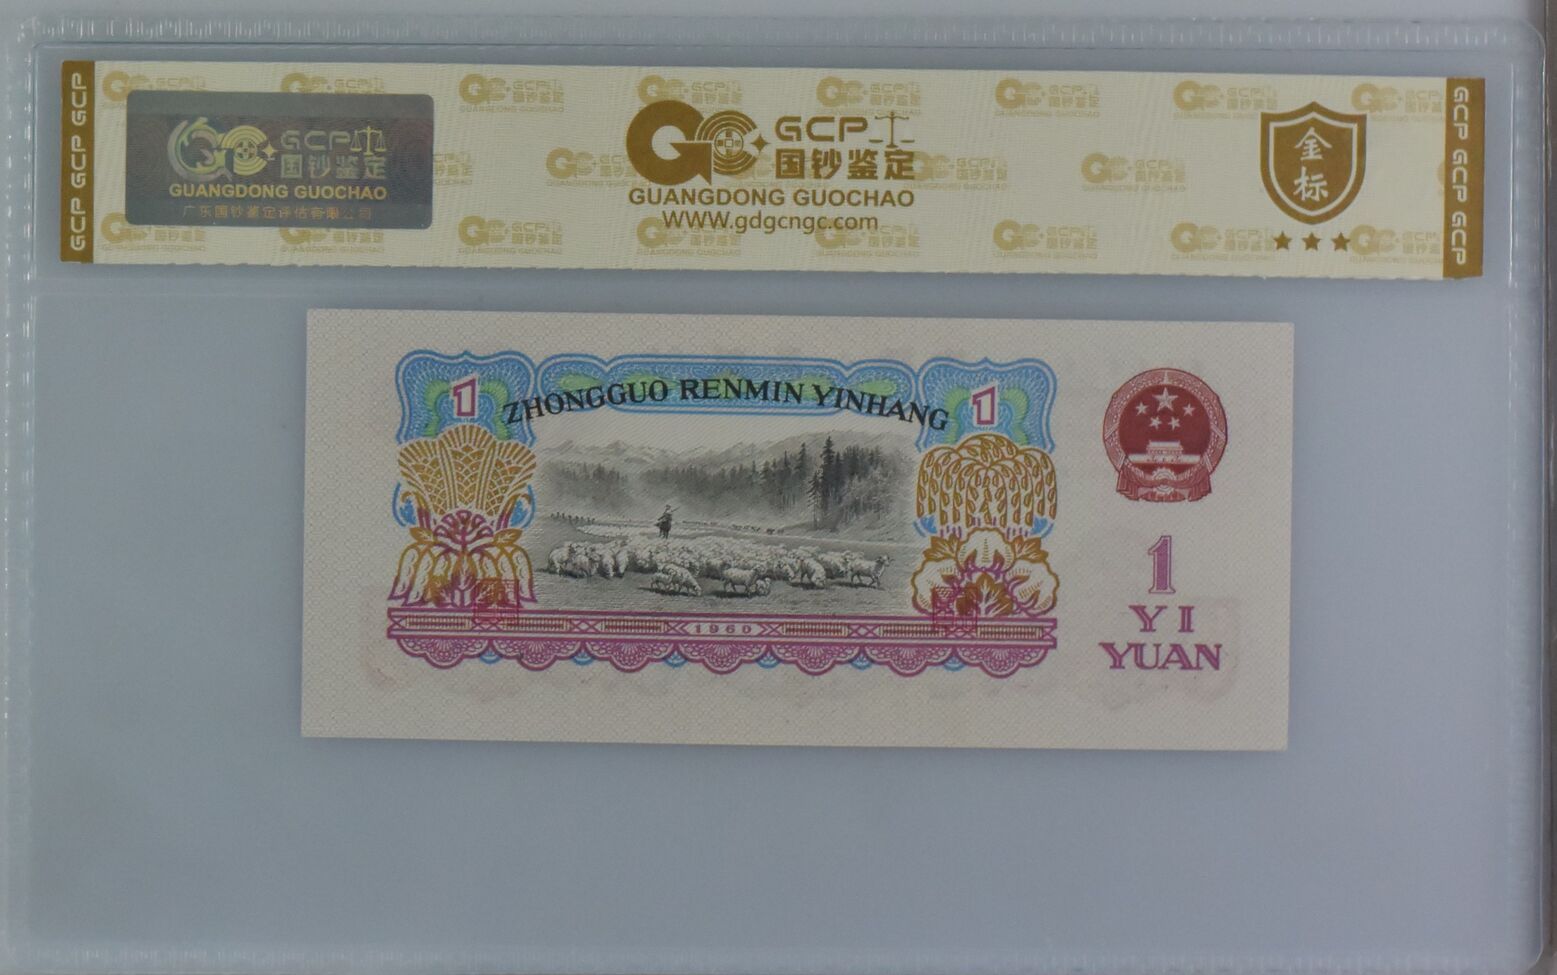 GCP GCP GCP
GCP
国钞鉴定
GUANGDONG GUOCHAO
广东国钞鉴定评估有限公司
GCP
国钞鉴定
GUANGDONG GUOCHAO
WWW.gdgcngc.com
金标
GCP GCP GCP
1 ZHONGGUO RENMIN YINHANG 1
1960
1
YI
YUAN